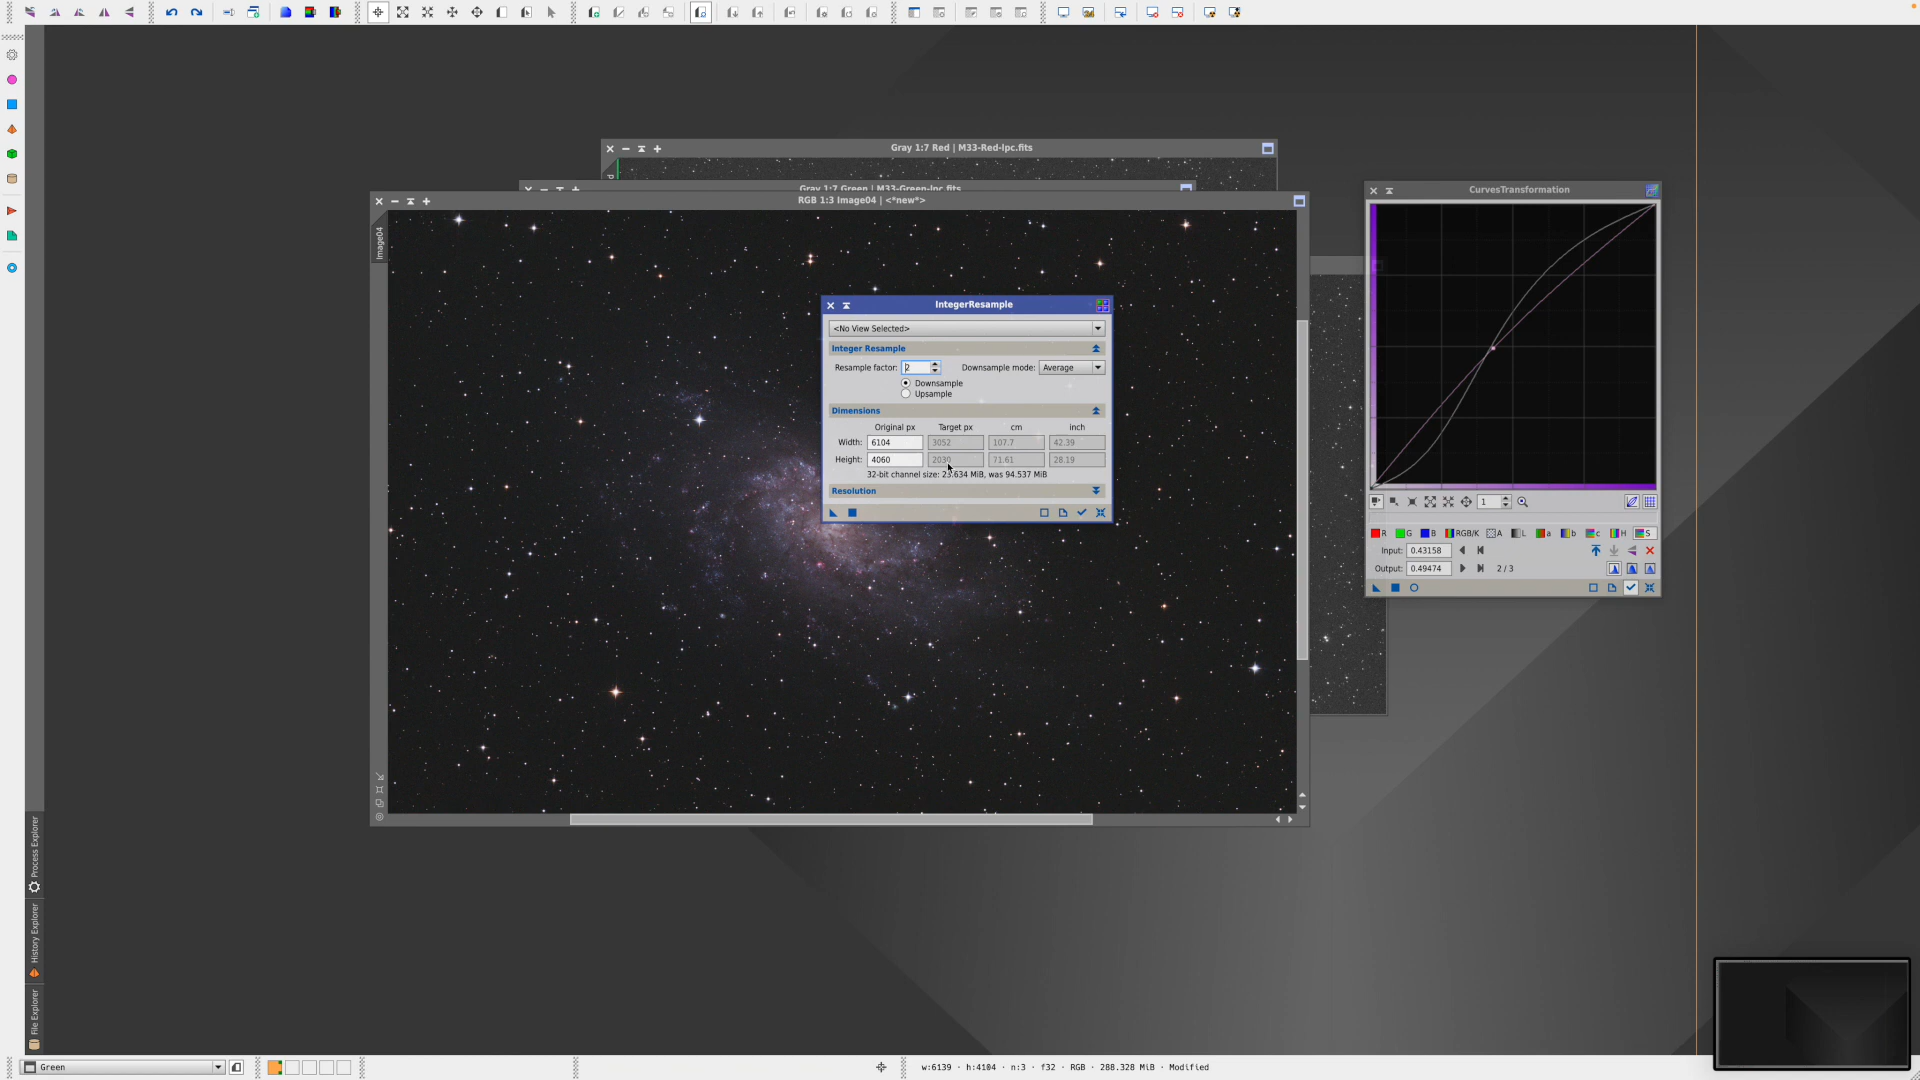 Gray 1:7 Red | M33-Red-lpc.fits
Gray 1:7 Green | M33-Green-lpc.fits
RGB 1:3 Image04 | <*new*>
Image04
IntegerResample
<No View Selected>
Integer Resample
Resample factor: 2 Downsample mode: Average
Downsample
Upsample
Dimensions
Original px Target px cm inch
Width: 6104 3052 107.7 42.39
Height: 4060 2030 71.61 28.19
32-bit channel size: 23.634 MiB, was 94.537 MiB
Resolution
CurvesTransformation
1
R G B RGB/K A L a b c H S
Input: 0.43158
Output: 0.49474 2 / 3
Process Explorer
History Explorer
File Explorer
Green
w:6139 · h:4104 · n:3 · f32 · RGB · 288.328 MiB · Modified